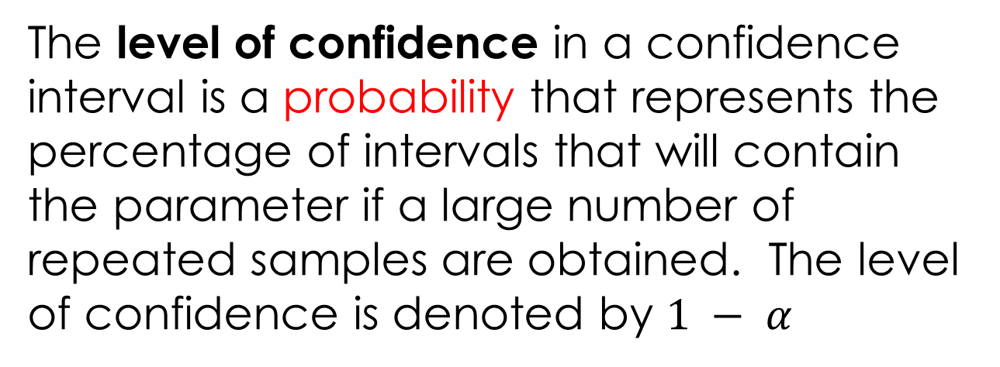 The level of confidence in a confidence
interval is a probability that represents the
percentage of intervals that will contain
the parameter if a large number of
repeated samples are obtained.  The level
of confidence is denoted by 1 − α